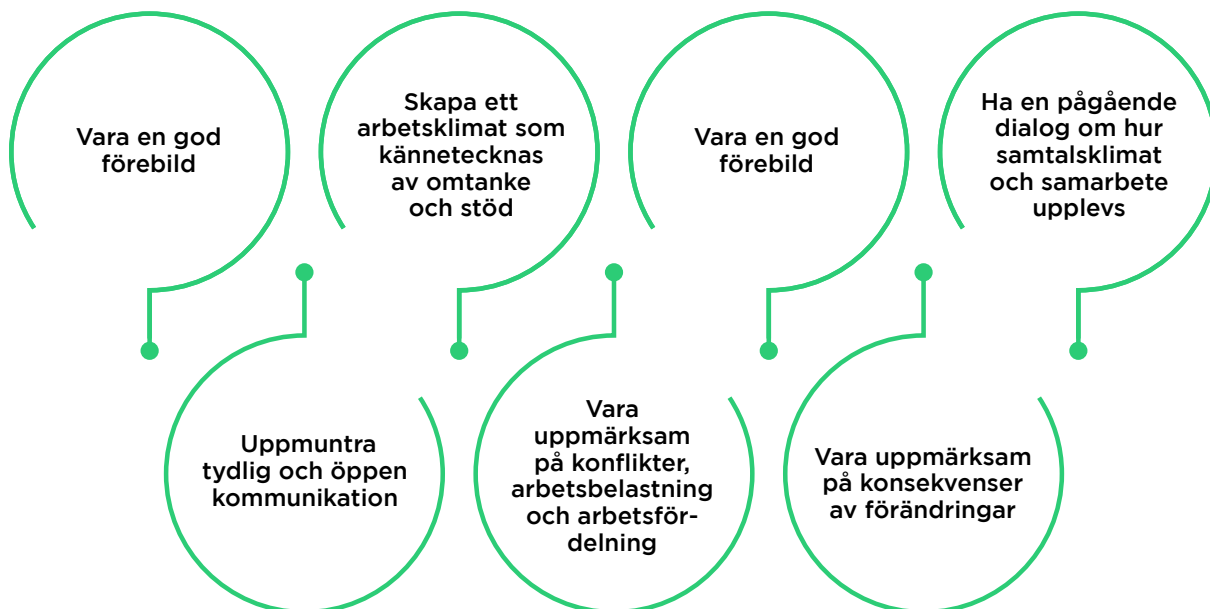 Vara en god
förebild
Skapa ett
arbetsklimat som
kännetecknas
av omtanke
och stöd
Vara en god
förebild
Ha en pågående
dialog om hur
samtalsklimat
och samarbete
upplevs
Uppmuntra
tydlig och öppen
kommunikation
Vara
uppmärksam
på konflikter,
arbetsbelastning
och arbetsför-
delning
Vara uppmärksam
på konsekvenser
av förändringar